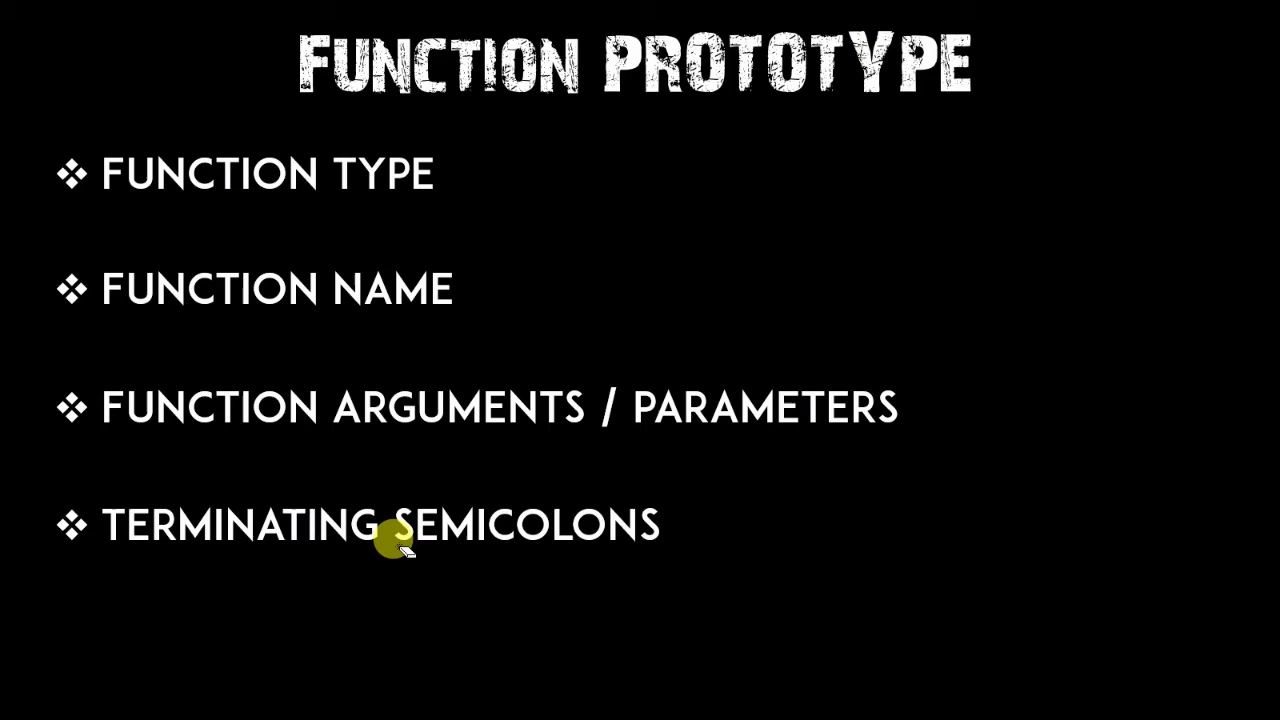 FUNCTION PROTOTYPE
❖ FUNCTION TYPE
❖ FUNCTION NAME
❖ FUNCTION ARGUMENTS / PARAMETERS
❖ TERMINATING SEMICOLONS